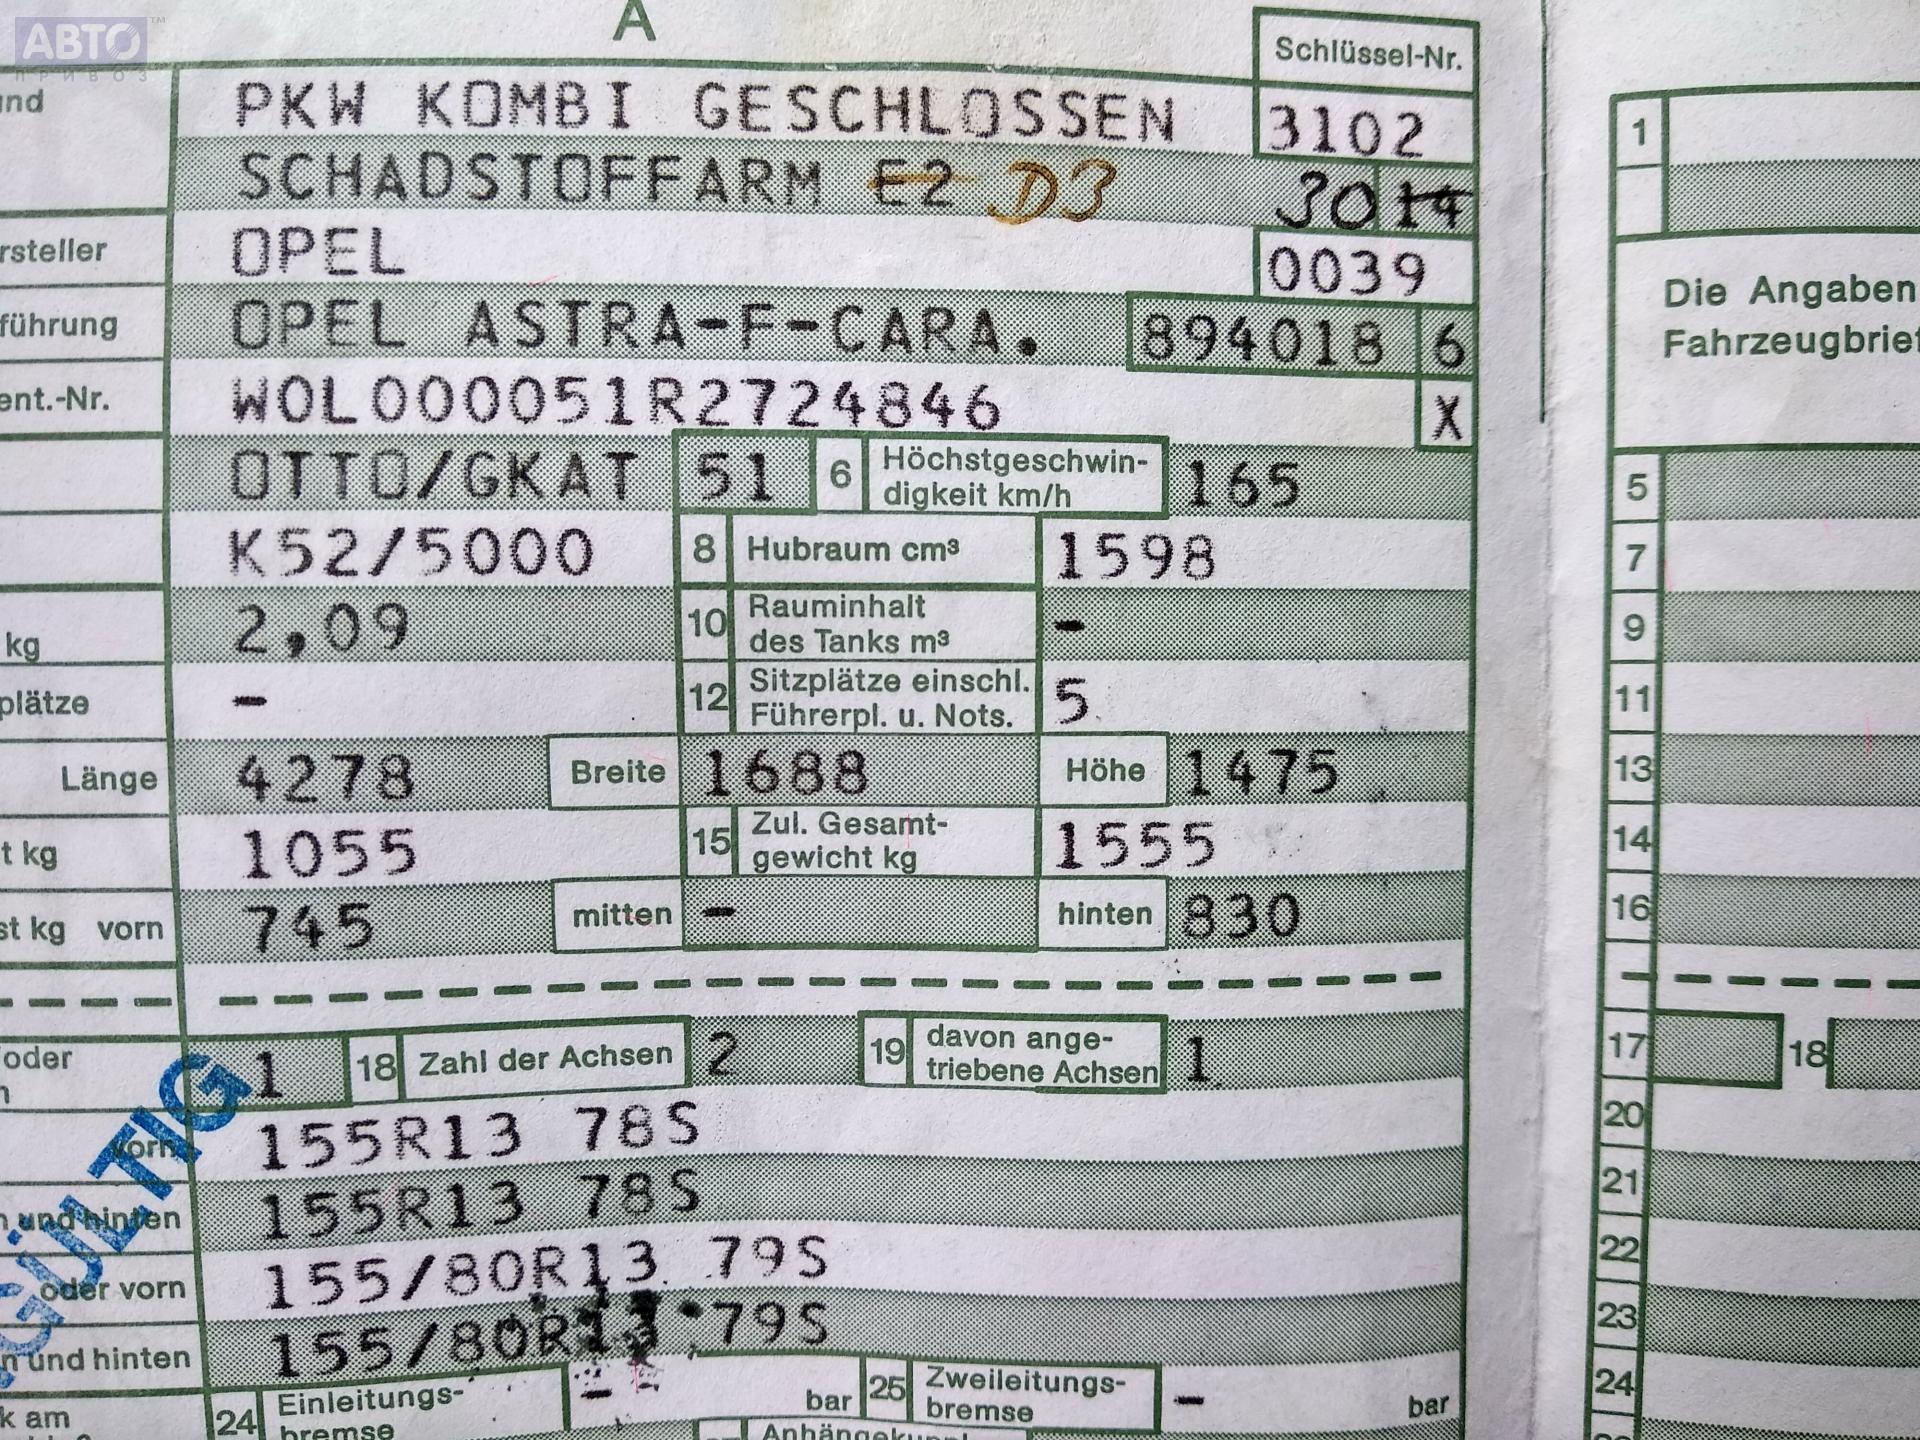 АВТО™
ПРИВОЗ
A
Schlüssel-Nr.
und PKW KOMBI GESCHLOSSEN 3102 1
SCHADSTOFFARM E2 D3 3014
rsteller OPEL 0039
führung OPEL ASTRA-F-CARA. 894018 6
Die Angaben
Fahrzeugbrief
ent.-Nr. W0L000051R2724846 X
OTTO/GKAT 51 6 Höchstgeschwin-
digkeit km/h 165 5
K52/5000 8 Hubraum cm³ 1598 7
kg 2,09 10 Rauminhalt
des Tanks m³ - 9
plätze - 12 Sitzplätze einschl.
Führerpl. u. Nots. 5 11
Länge 4278 Breite 1688 Höhe 1475 13
t kg 1055 15 Zul. Gesamt-
gewicht kg 1555 14
st kg vorn 745 mitten - hinten 830 16
/oder 1 18 Zahl der Achsen 2 19 davon ange-
triebene Achsen 1 17 18
vorn 155R13 78S 20
n und hinten 155R13 78S 21
oder vorn 155/80R13 79S 22
n und hinten 155/80R13 79S 23
GÜLTIG
k am 24 Einleitungs-
bremse - bar 25 Zweileitungs-
bremse - bar 24